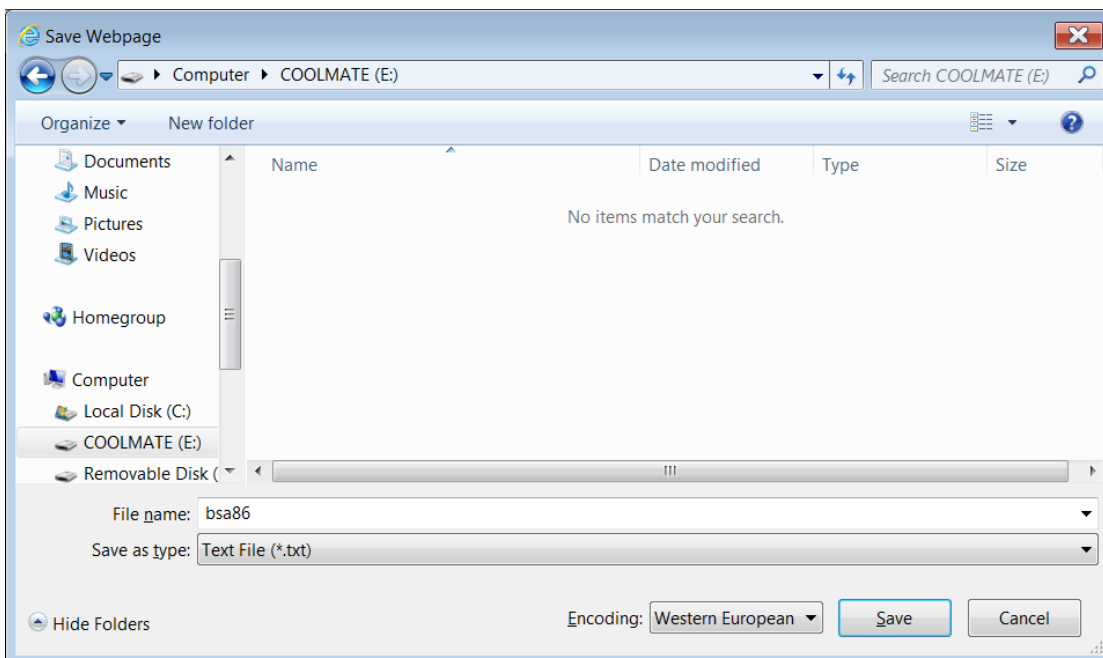 Save Webpage
Computer COOLMATE (E:) Search COOLMATE (E:)
Organize New folder
Documents
Music
Pictures
Videos
Homegroup
Computer
Local Disk (C:)
COOLMATE (E:)
Removable Disk (
Name Date modified Type Size
No items match your search.
File name: bsa86
Save as type: Text File (*.txt)
Hide Folders Encoding: Western European Save Cancel